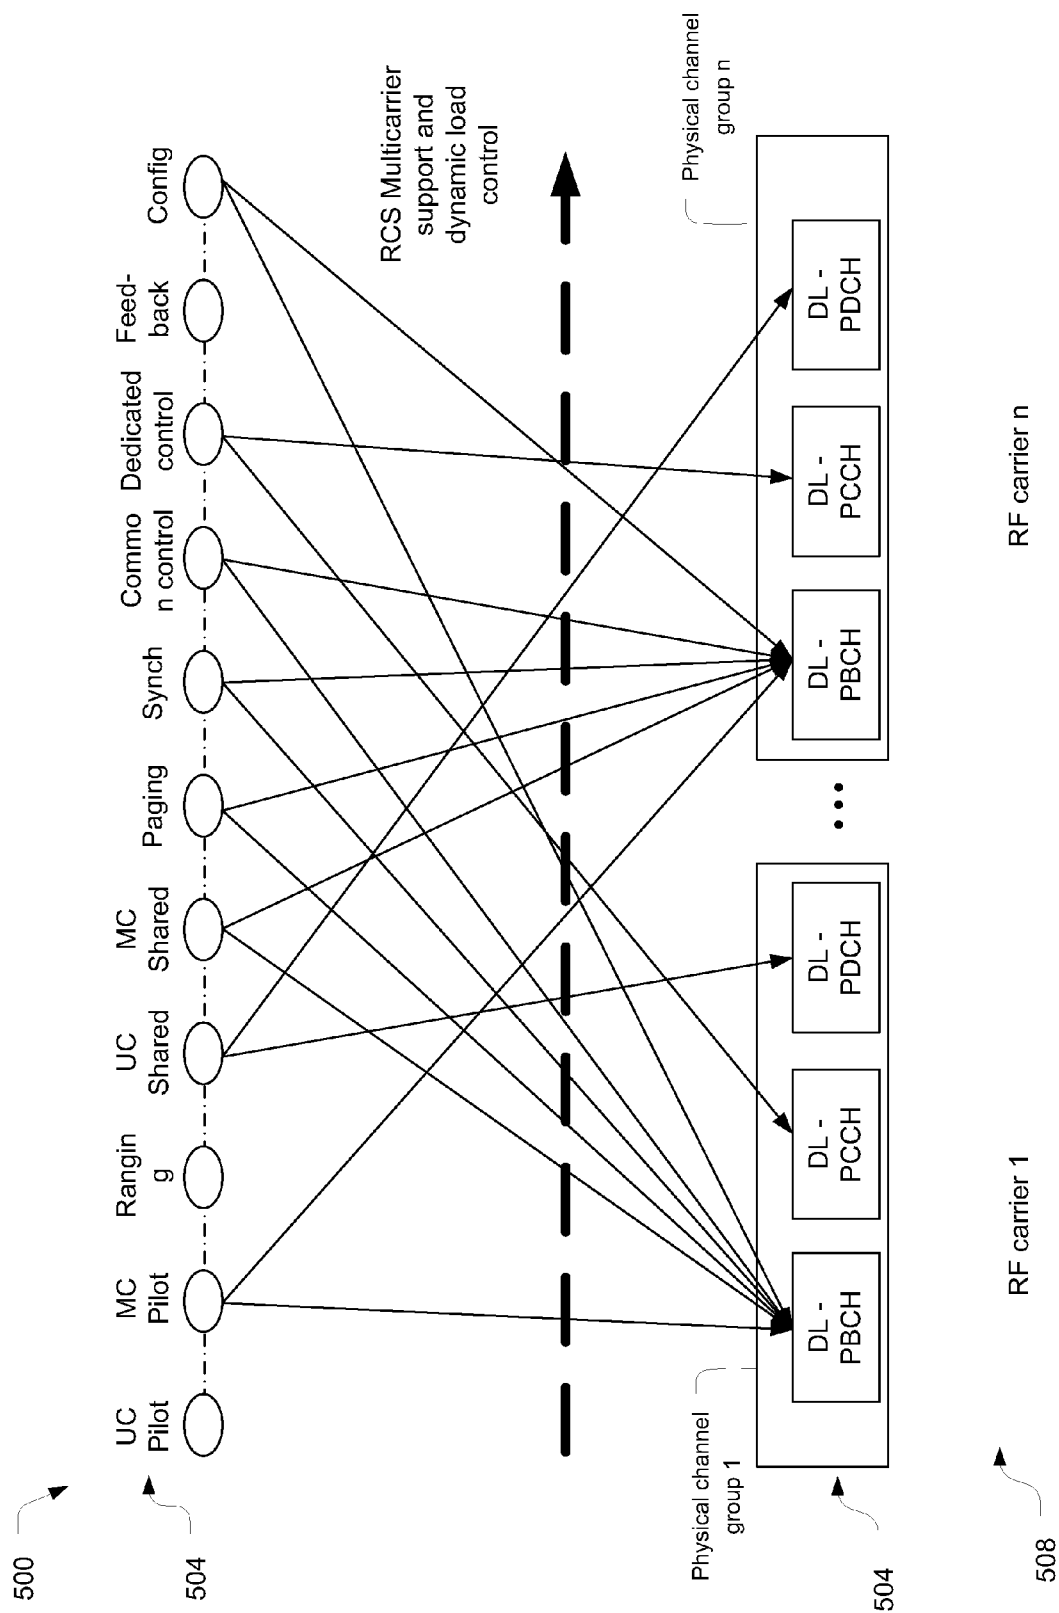 500
504
UC
Pilot
MC
Pilot
Rangin
g
UC
Shared
MC
Shared
Paging
Synch
Commo
n control
Dedicated
control
Feed-
back
Config
RCS Multicarrier
support and
dynamic load
control
Physical channel
group 1
Physical channel
group n
DL -
PBCH
DL -
PCCH
DL -
PDCH
...
DL -
PBCH
DL -
PCCH
DL -
PDCH
504
RF carrier 1
RF carrier n
508